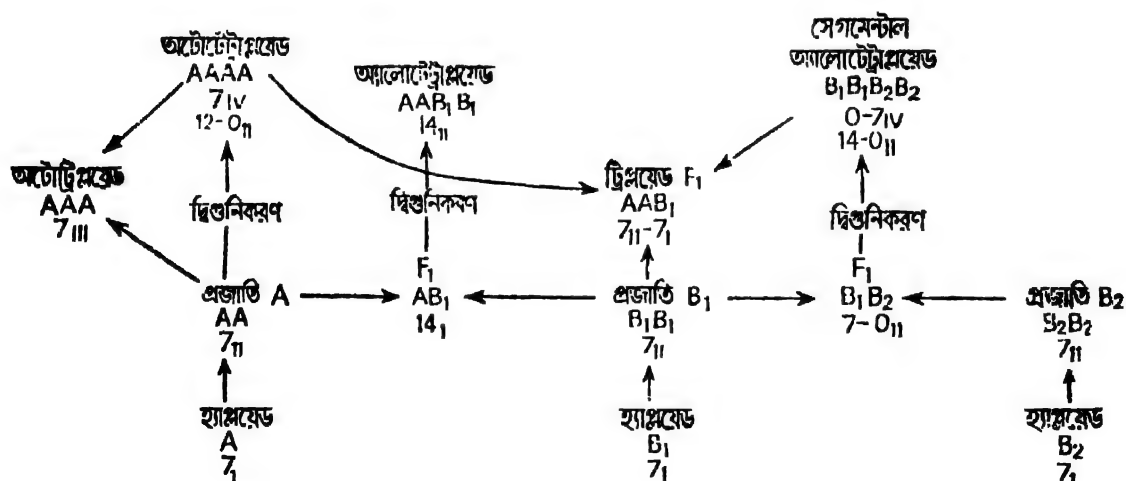 অটোটেট্রাপ্লয়েড
AAAA
7IV
12-0II
অ্যালোটেট্রাপ্লয়েড
AAB₁B₁
14II
সেগমেন্টাল
অ্যালোটেট্রাপ্লয়েড
B₁B₁B₂B₂
0-7IV
14-0II
অটোট্রিপ্লয়েড
AAA
7III
দ্বিগুনিকরণ
দ্বিগুনিকরণ
ট্রিপ্লয়েড F₁
AAB₁
7II-7I
দ্বিগুনিকরণ
প্রজাতি A
AA
7II
F₁
AB₁
14I
প্রজাতি B₁
B₁B₁
7II
F₁
B₁B₂
7-0II
প্রজাতি B₂
B₂B₂
7II
হ্যাপ্লয়েড
A
7I
হ্যাপ্লয়েড
B₁
7I
হ্যাপ্লয়েড
B₂
7I